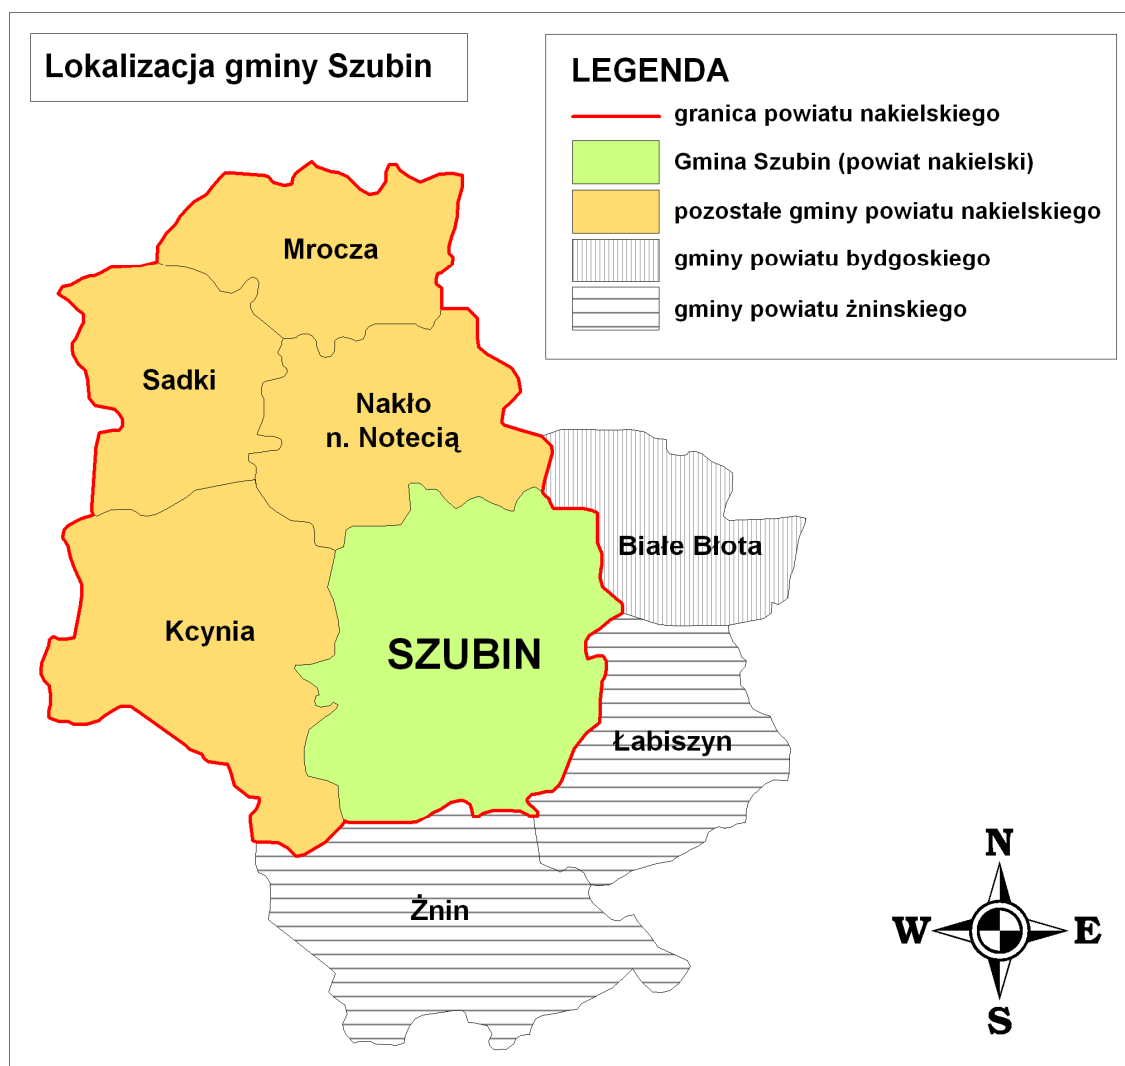 Lokalizacja gminy Szubin
LEGENDA
granica powiatu nakielskiego
Gmina Szubin (powiat nakielski)
pozostałe gminy powiatu nakielskiego
gminy powiatu bydgoskiego
gminy powiatu żninskiego
Mrocza
Sadki
Nakło
n. Notecią
Białe Błota
Kcynia
SZUBIN
Łabiszyn
Żnin
N
W
E
S